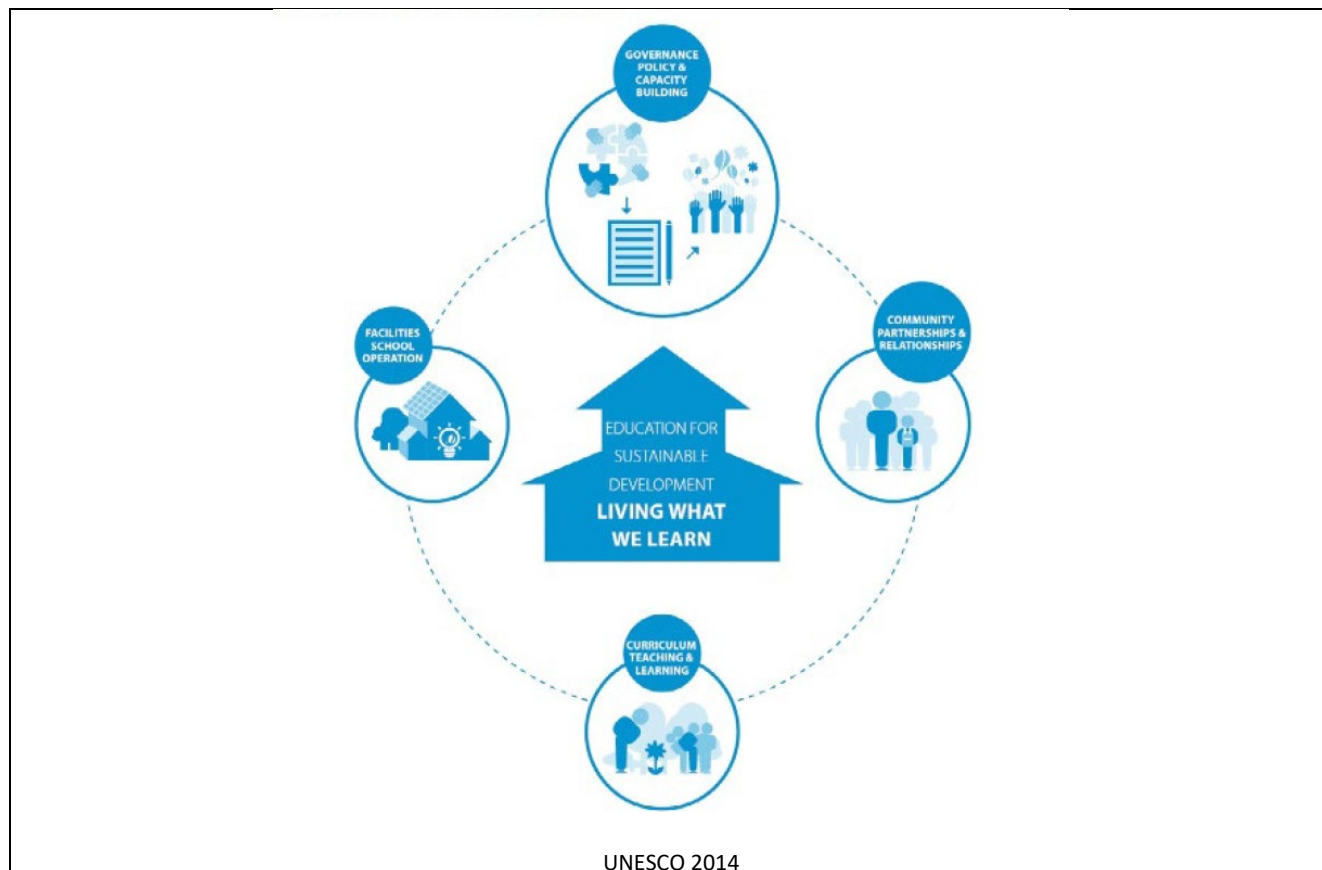 GOVERNANCE
POLICY &
CAPACITY
BUILDING
FACILITIES
SCHOOL
OPERATION
COMMUNITY
PARTNERSHIPS &
RELATIONSHIPS
EDUCATION FOR
SUSTAINABLE
DEVELOPMENT
LIVING WHAT
WE LEARN
CURRICULUM
TEACHING &
LEARNING
UNESCO 2014